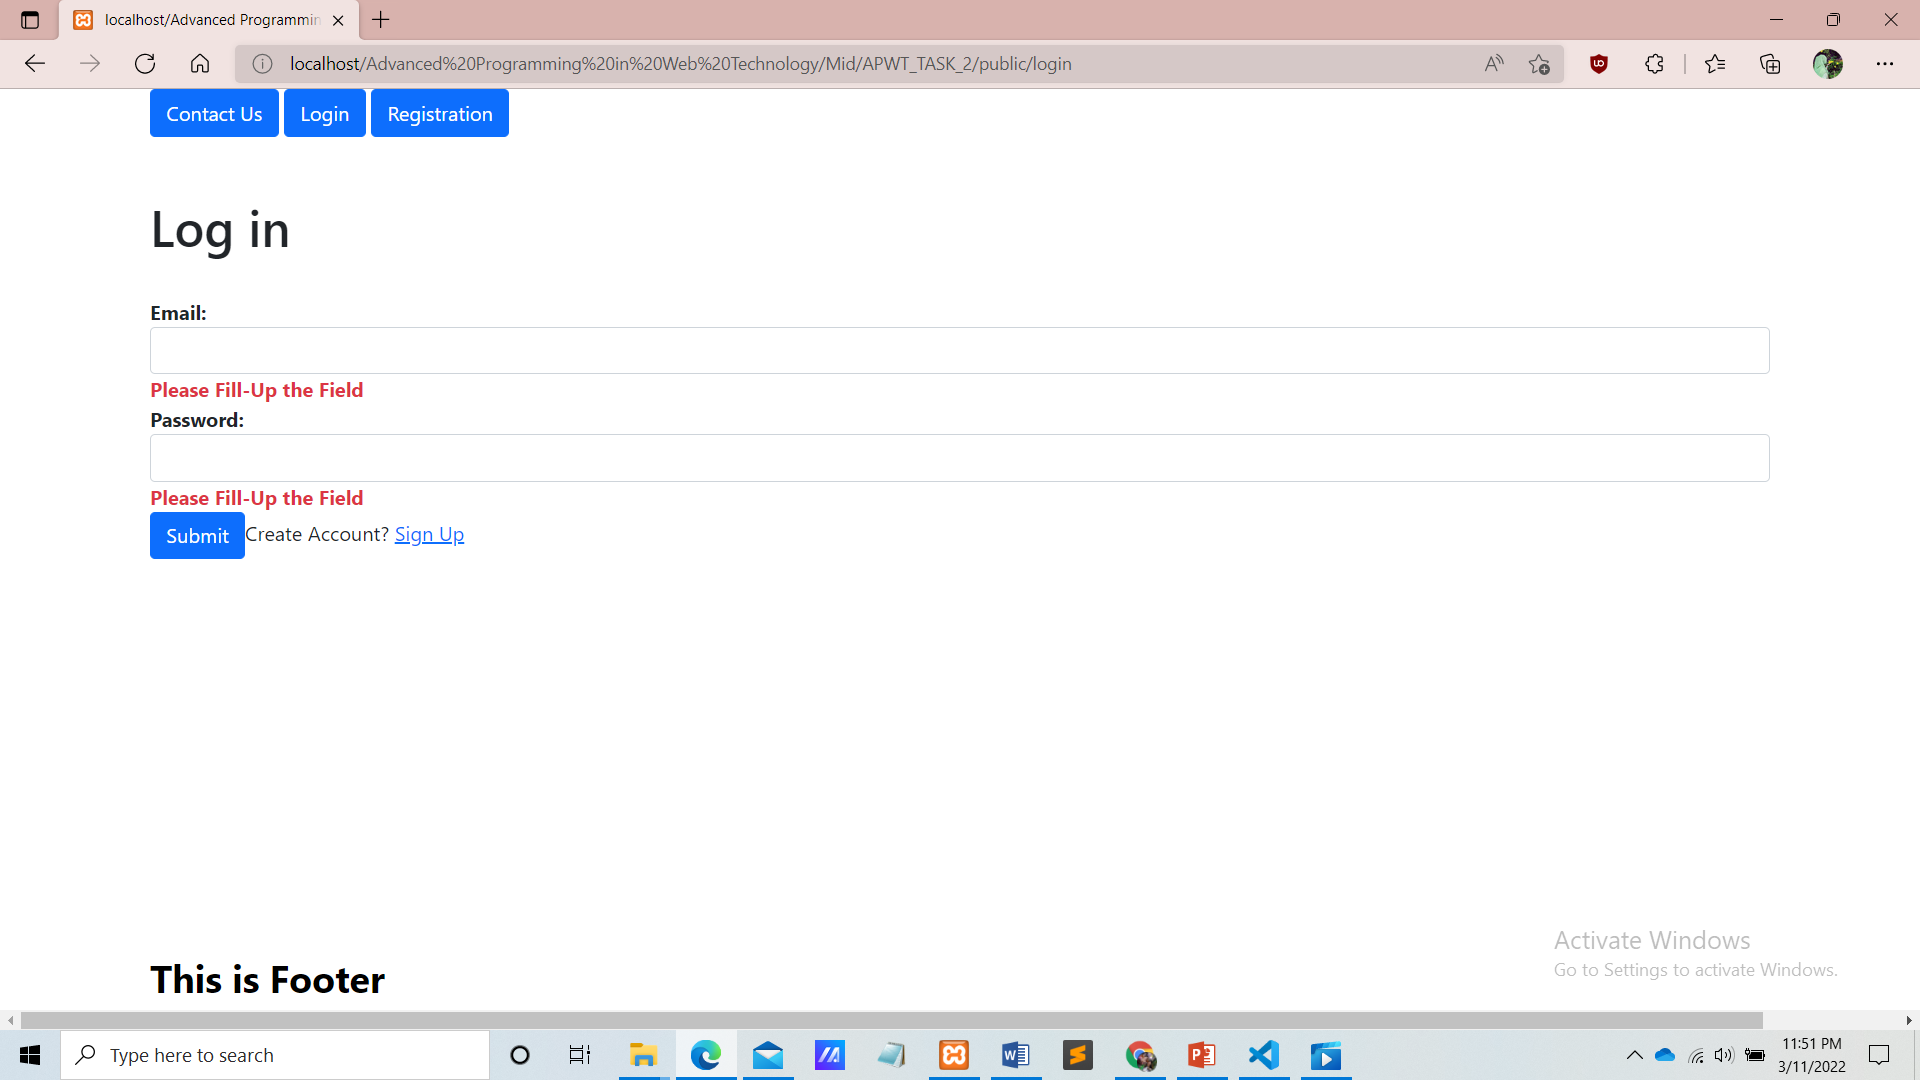 localhost/Advanced Programmin
localhost/Advanced%20Programming%20in%20Web%20Technology/Mid/APWT_TASK_2/public/login
Contact Us Login Registration
Log in
Email:
Please Fill-Up the Field
Password:
Please Fill-Up the Field
Submit Create Account? Sign Up
Activate Windows
Go to Settings to activate Windows.
This is Footer
Type here to search
11:51 PM
3/11/2022